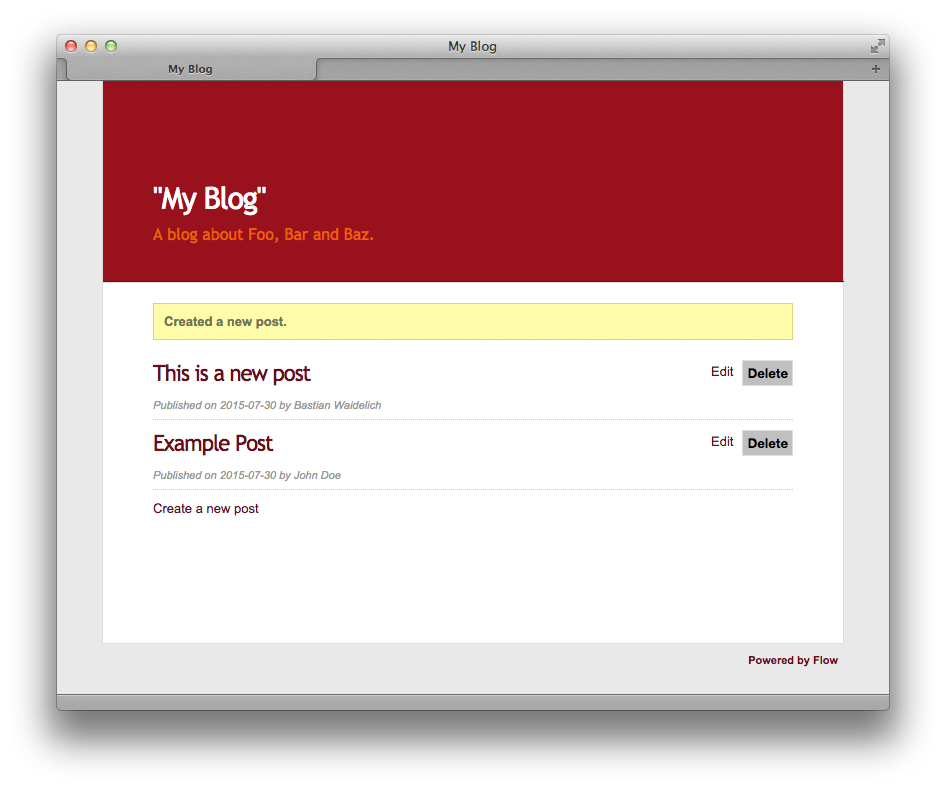 My Blog
My Blog
+
"My Blog"
A blog about Foo, Bar and Baz.
Created a new post.
This is a new post
Edit Delete
Published on 2015-07-30 by Bastian Waidelich
Example Post
Edit Delete
Published on 2015-07-30 by John Doe
Create a new post
Powered by Flow